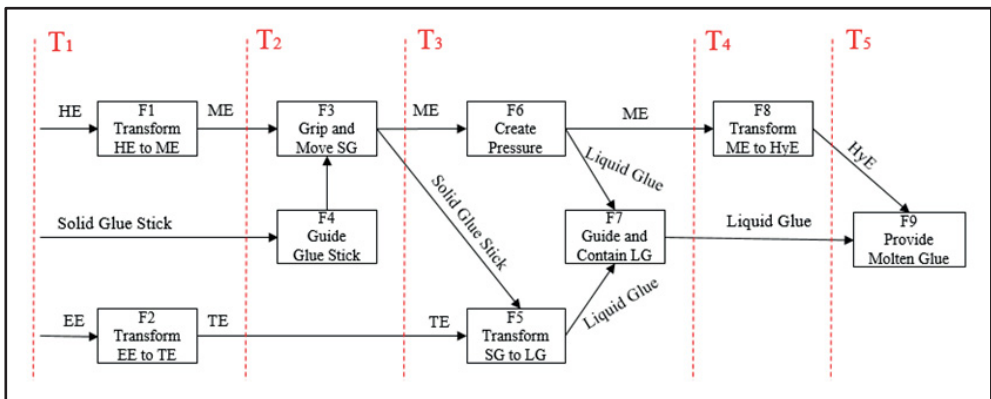 T1
T2
T3
T4
T5
HE
F1
Transform
HE to ME
ME
F3
Grip and
Move SG
ME
F6
Create
Pressure
ME
F8
Transform
ME to HyE
HyE
Liquid Glue
Solid Glue Stick
Solid Glue Stick
F4
Guide
Glue Stick
F7
Guide and
Contain LG
Liquid Glue
F9
Provide
Molten Glue
Liquid Glue
EE
F2
Transform
EE to TE
TE
TE
F5
Transform
SG to LG